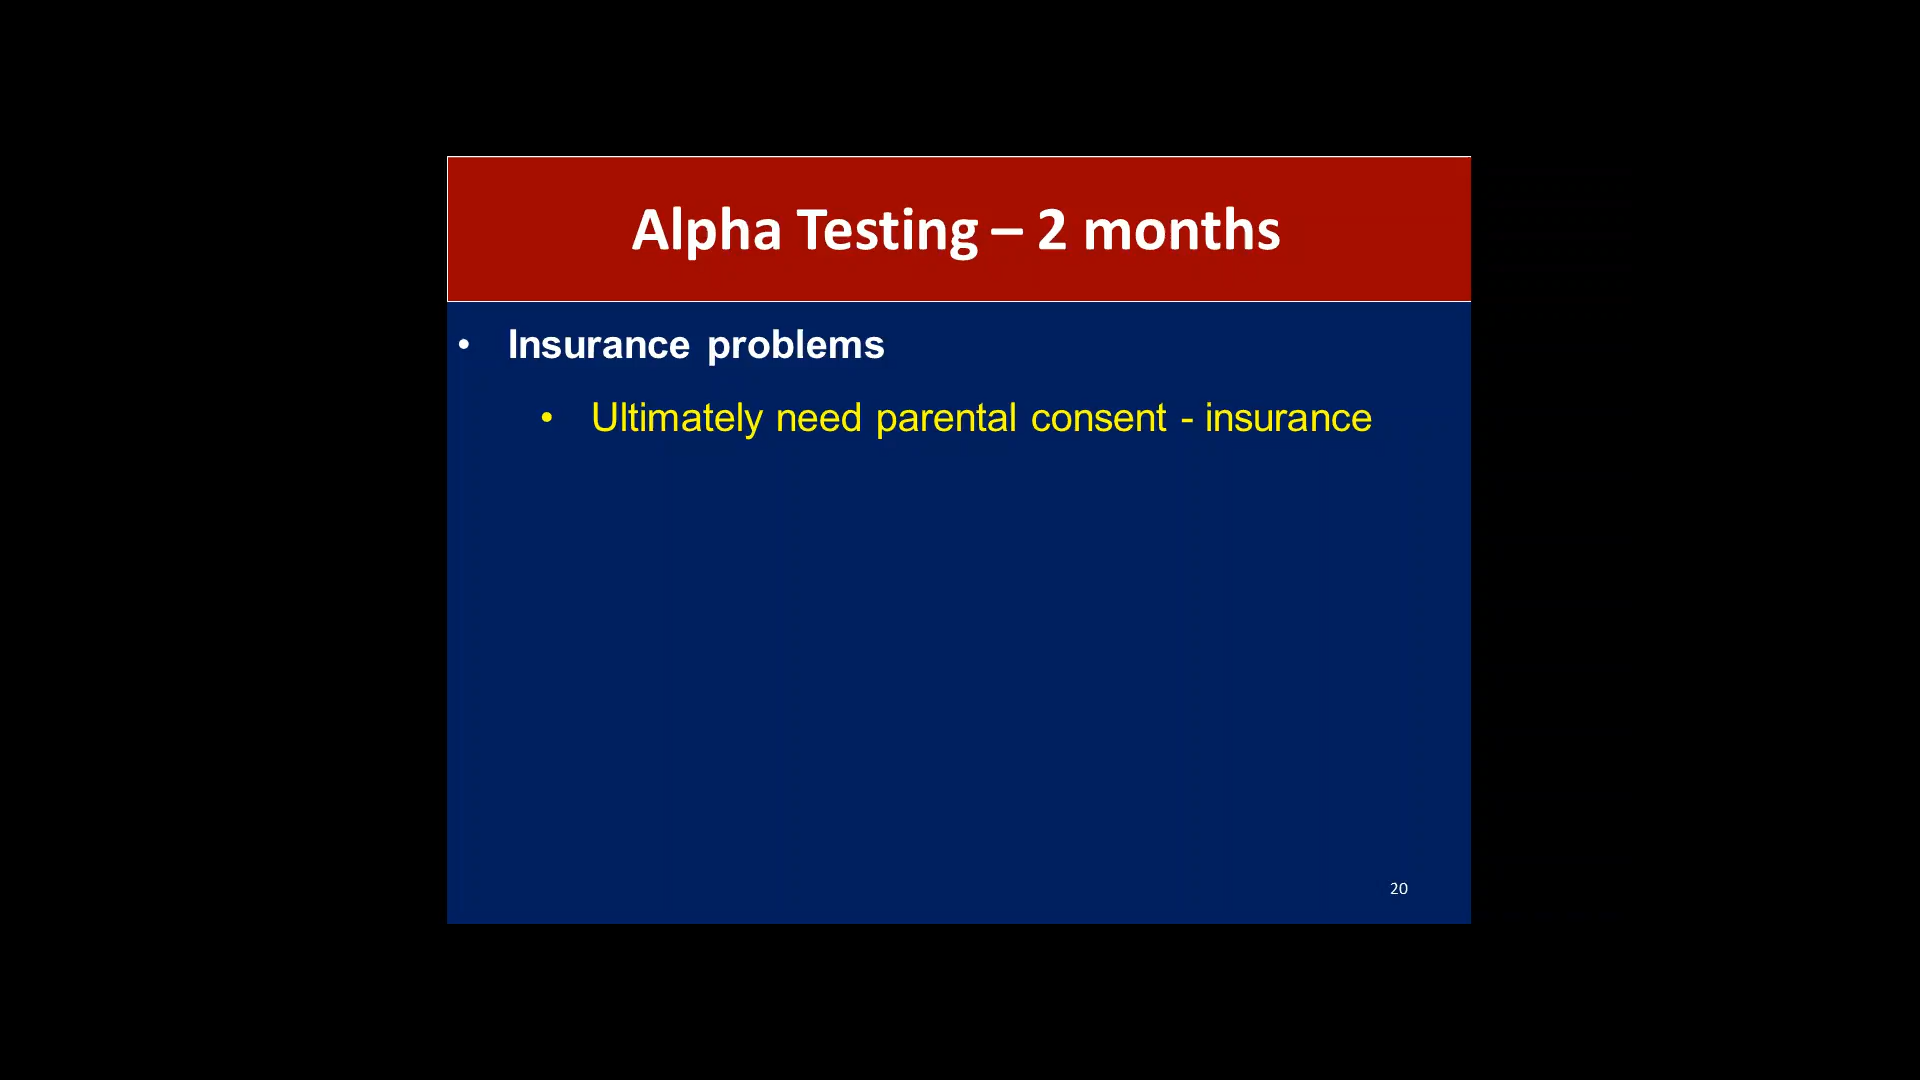 Alpha Testing – 2 months
• Insurance problems
• Ultimately need parental consent - insurance
20